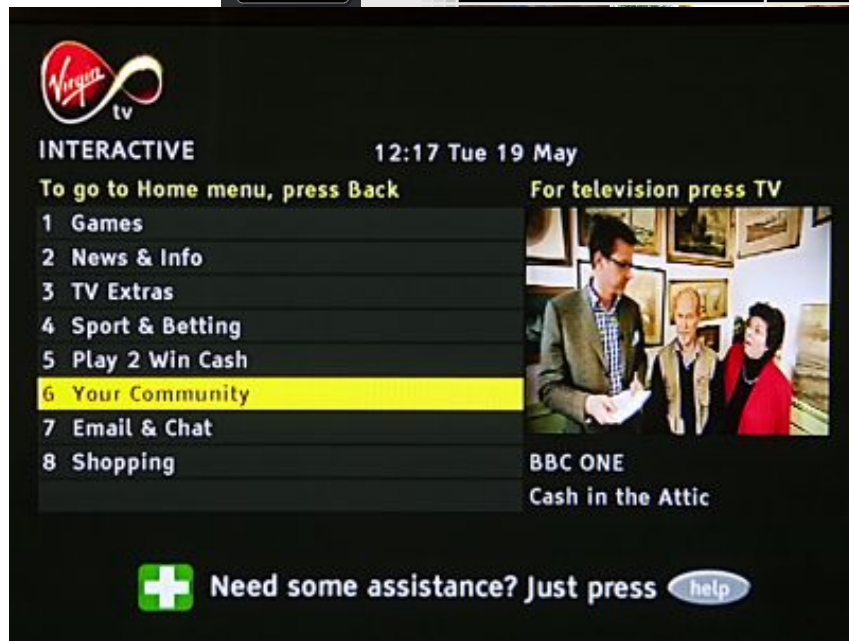 Virgin
tv
INTERACTIVE
12:17 Tue 19 May
To go to Home menu, press Back
For television press TV
1 Games
2 News & Info
3 TV Extras
4 Sport & Betting
5 Play 2 Win Cash
6 Your Community
7 Email & Chat
8 Shopping
BBC ONE
Cash in the Attic
Need some assistance? Just press help